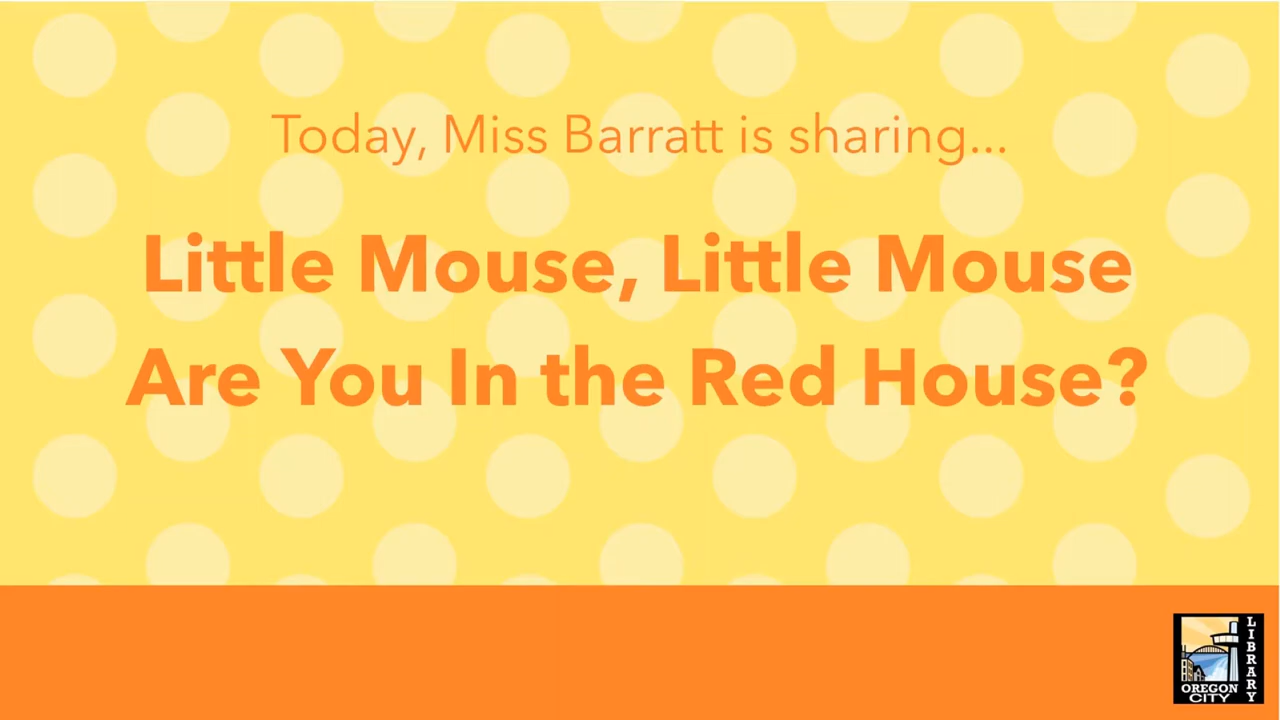 Today, Miss Barratt is sharing...
Little Mouse, Little Mouse
Are You In the Red House?
LIBRARY
OREGON
CITY